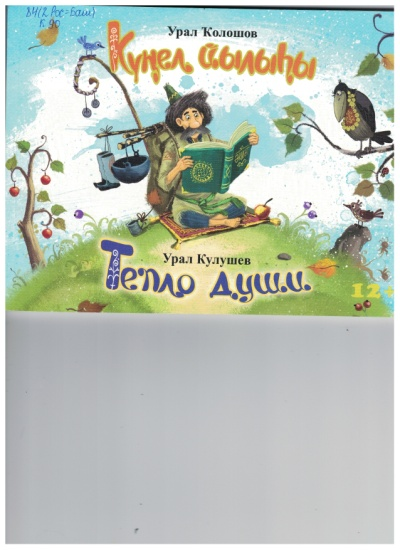 84(2 Рос=Баш)
К 90
Урал Ҡолошов
Күңел йылыһы
Урал Кулушев
Тепло души.
12+